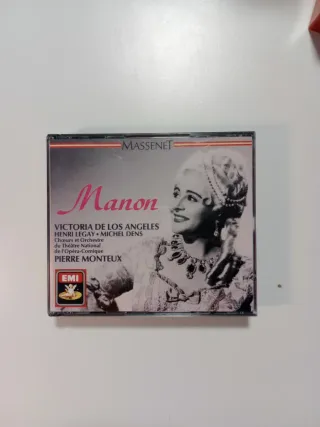 MASSENET
Manon
VICTORIA DE LOS ANGELES
HENRI LEGAY • MICHEL DENS
Chœurs et Orchestre
du Théâtre National
de l'Opéra-Comique
PIERRE MONTEUX
EMI